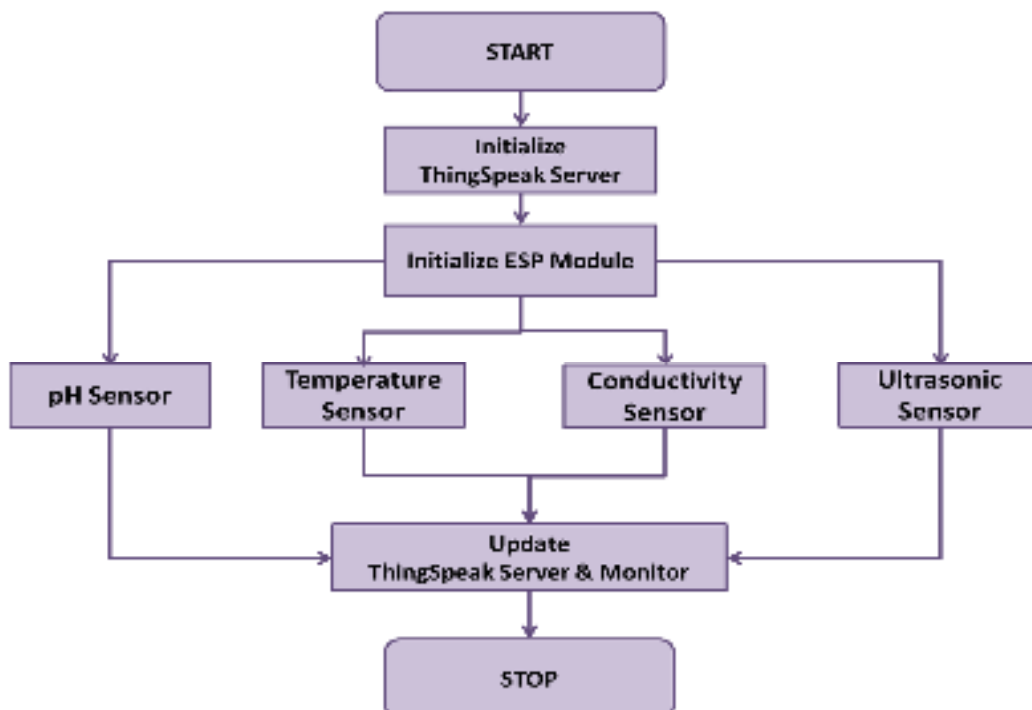 START
Initialize
ThingSpeak Server
Initialize ESP Module
pH Sensor
Temperature
Sensor
Conductivity
Sensor
Ultrasonic
Sensor
Update
ThingSpeak Server & Monitor
STOP